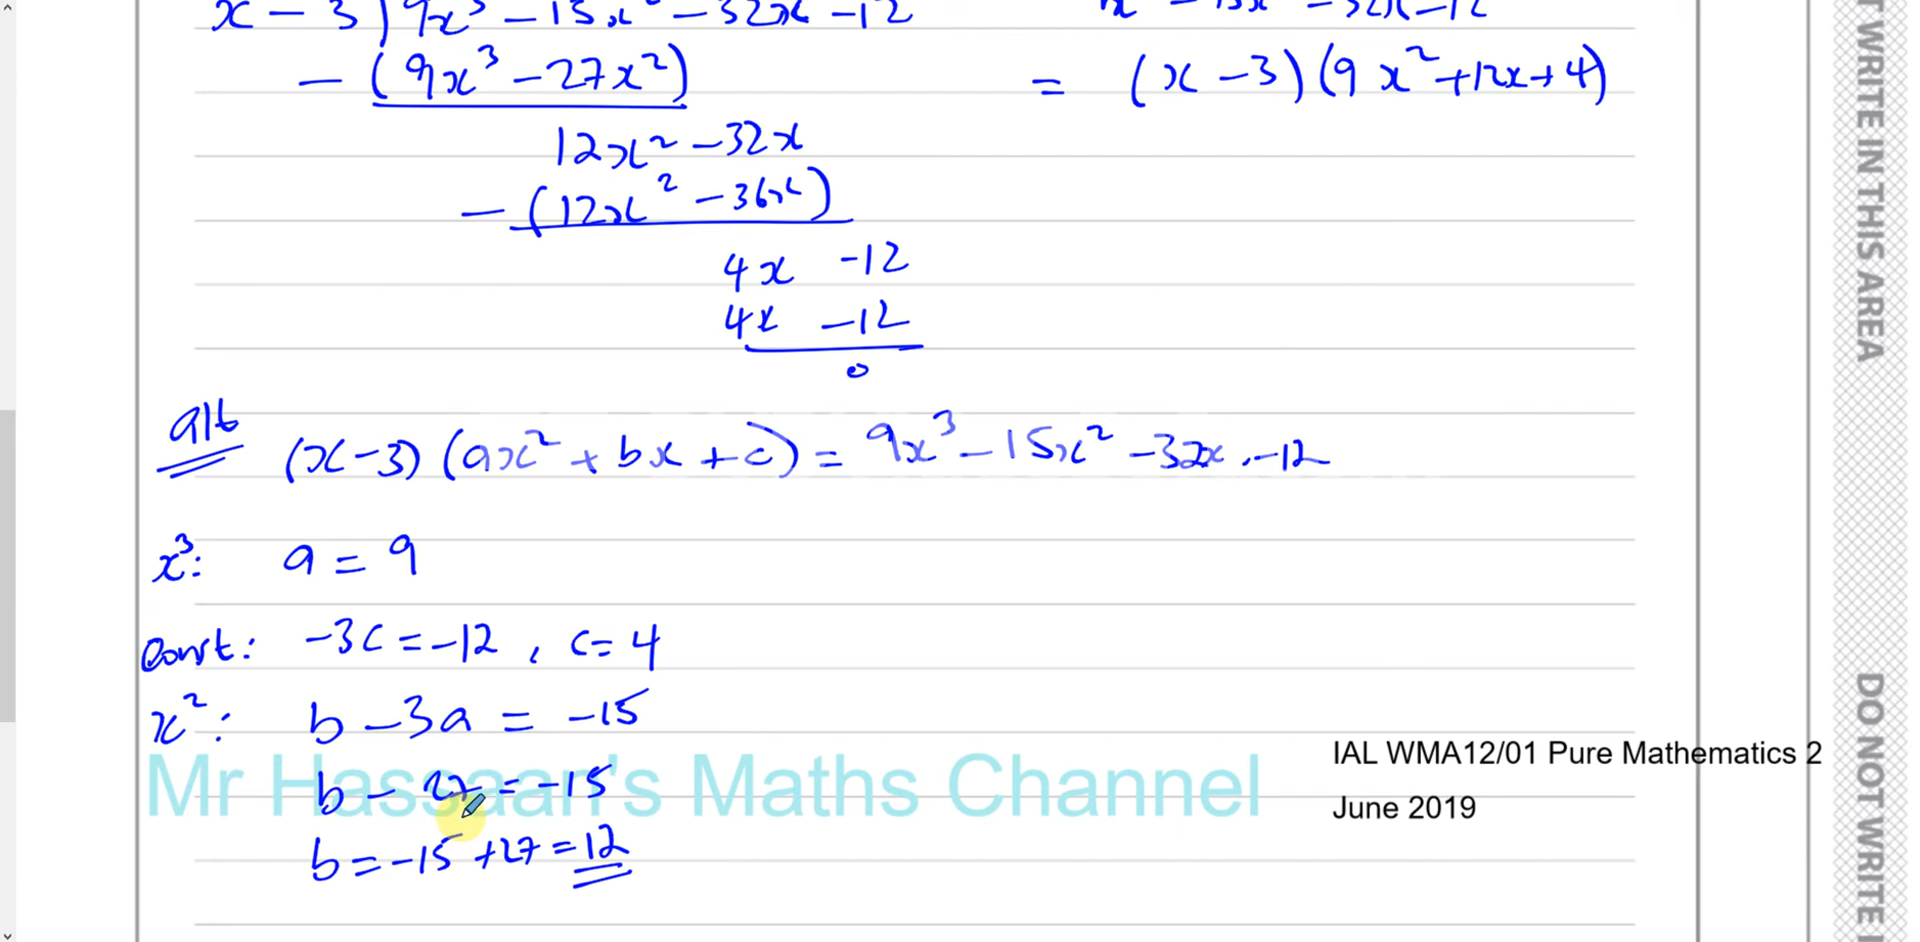 x - 3 ) 9x³ - 15x² - 32x - 12
- 15x² - 32x - 12
- (9x³ - 27x²)
= (x - 3)(9x² + 12x + 4)
12x² - 32x
- (12x² - 36x)
4x - 12
4x - 12
0
alt (x - 3)(ax² + bx + c) = 9x³ - 15x² - 32x - 12
x³: a = 9
const: -3c = -12, c = 4
x²: b - 3a = -15
b - 27 = -15
b = -15 + 27 = 12
Mr Hassaan's Maths Channel
IAL WMA12/01 Pure Mathematics 2
June 2019
T WRITE IN THIS AREA
DO NOT WRITE I